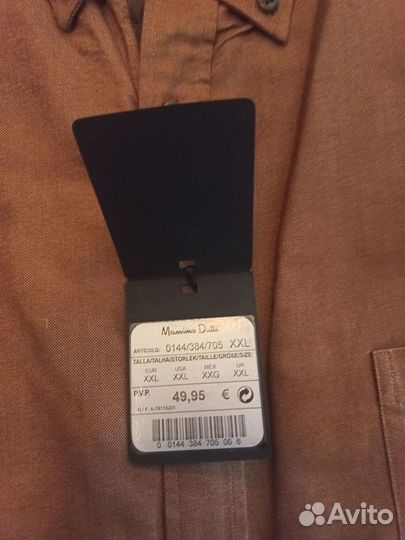 Massimo Dutti
ARTICULO: 0144/384/705 XXL
TALLA/TALHA/STORLEK/TAILLE/GRÖSSE/SIZE:
EUR USA MEX UK
XXL XXL XXG XXL
P.V.P. 49,95 €
0 0144 384 705 06 6
Avito